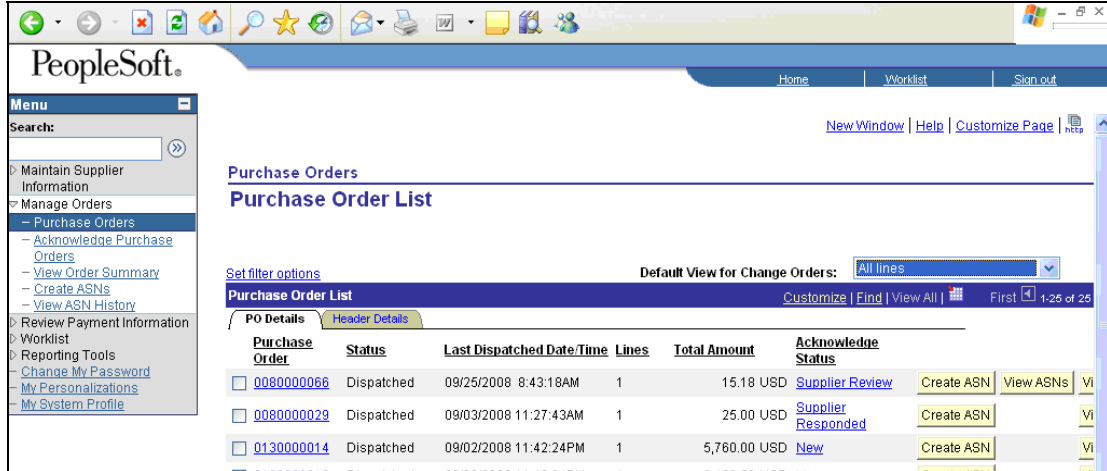 PeopleSoft®
Home Worklist Sign out
Menu
Search:
New Window | Help | Customize Page | http
Maintain Supplier
Information
Manage Orders
Purchase Orders
Acknowledge Purchase
Orders
View Order Summary
Create ASNs
View ASN History
Review Payment Information
Worklist
Reporting Tools
Change My Password
My Personalizations
My System Profile
Purchase Orders
Purchase Order List
Set filter options Default View for Change Orders: All lines
Purchase Order List Customize | Find | View All | First 1-25 of 25
PO Details Header Details
Purchase
Order Status Last Dispatched Date/Time Lines Total Amount Acknowledge
Status
0080000066 Dispatched 09/25/2008 8:43:18AM 1 15.18 USD Supplier Review Create ASN View ASNs Vi
0080000029 Dispatched 09/03/2008 11:27:43AM 1 25.00 USD Supplier
Responded Create ASN Vi
0130000014 Dispatched 09/02/2008 11:42:24PM 1 5,760.00 USD New Create ASN Vi